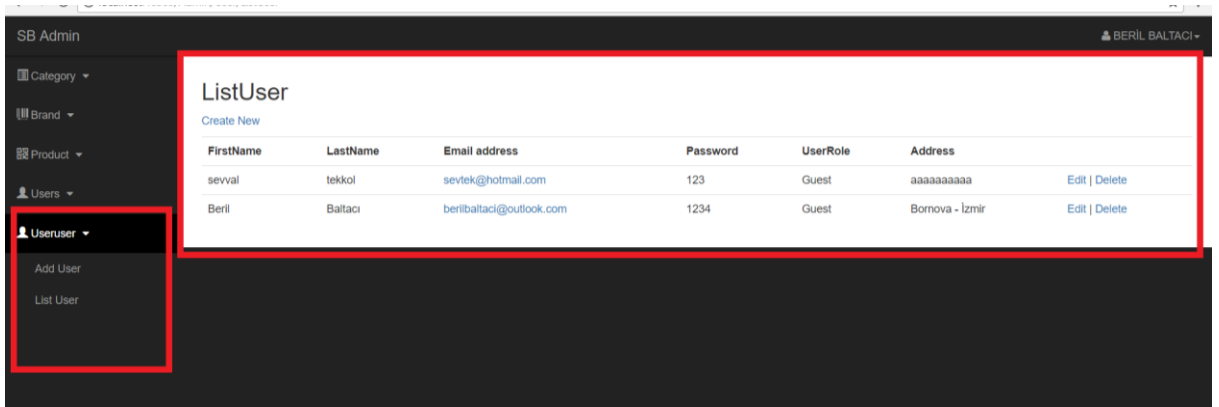 SB Admin
BERİL BALTACI
Category
Brand
Product
Users
Useruser
Add User
List User
ListUser
Create New
FirstName LastName Email address Password UserRole Address
sevval tekkol sevtek@hotmail.com 123 Guest aaaaaaaaaa Edit | Delete
Beril Baltacı berilbaltaci@outlook.com 1234 Guest Bornova - İzmir Edit | Delete